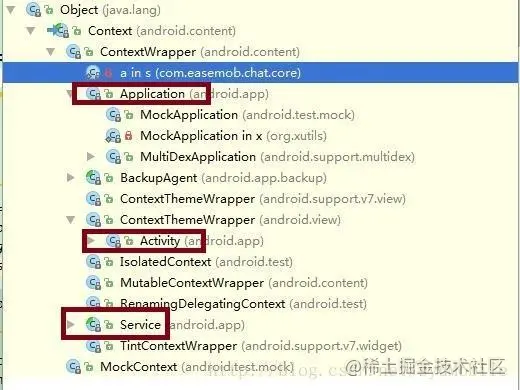 Object (java.lang)
Context (android.content)
ContextWrapper (android.content)
a in s (com.easemob.chat.core)
Application (android.app)
MockApplication (android.test.mock)
MockApplication in x (org.xutils)
MultiDexApplication (android.support.multidex)
BackupAgent (android.app.backup)
ContextThemeWrapper (android.support.v7.view)
ContextThemeWrapper (android.view)
Activity (android.app)
IsolatedContext (android.test)
MutableContextWrapper (android.content)
RenamingDelegatingContext (android.test)
Service (android.app)
TintContextWrapper (android.support.v7.widget)
MockContext (android.test.mock)
@稀土掘金技术社区